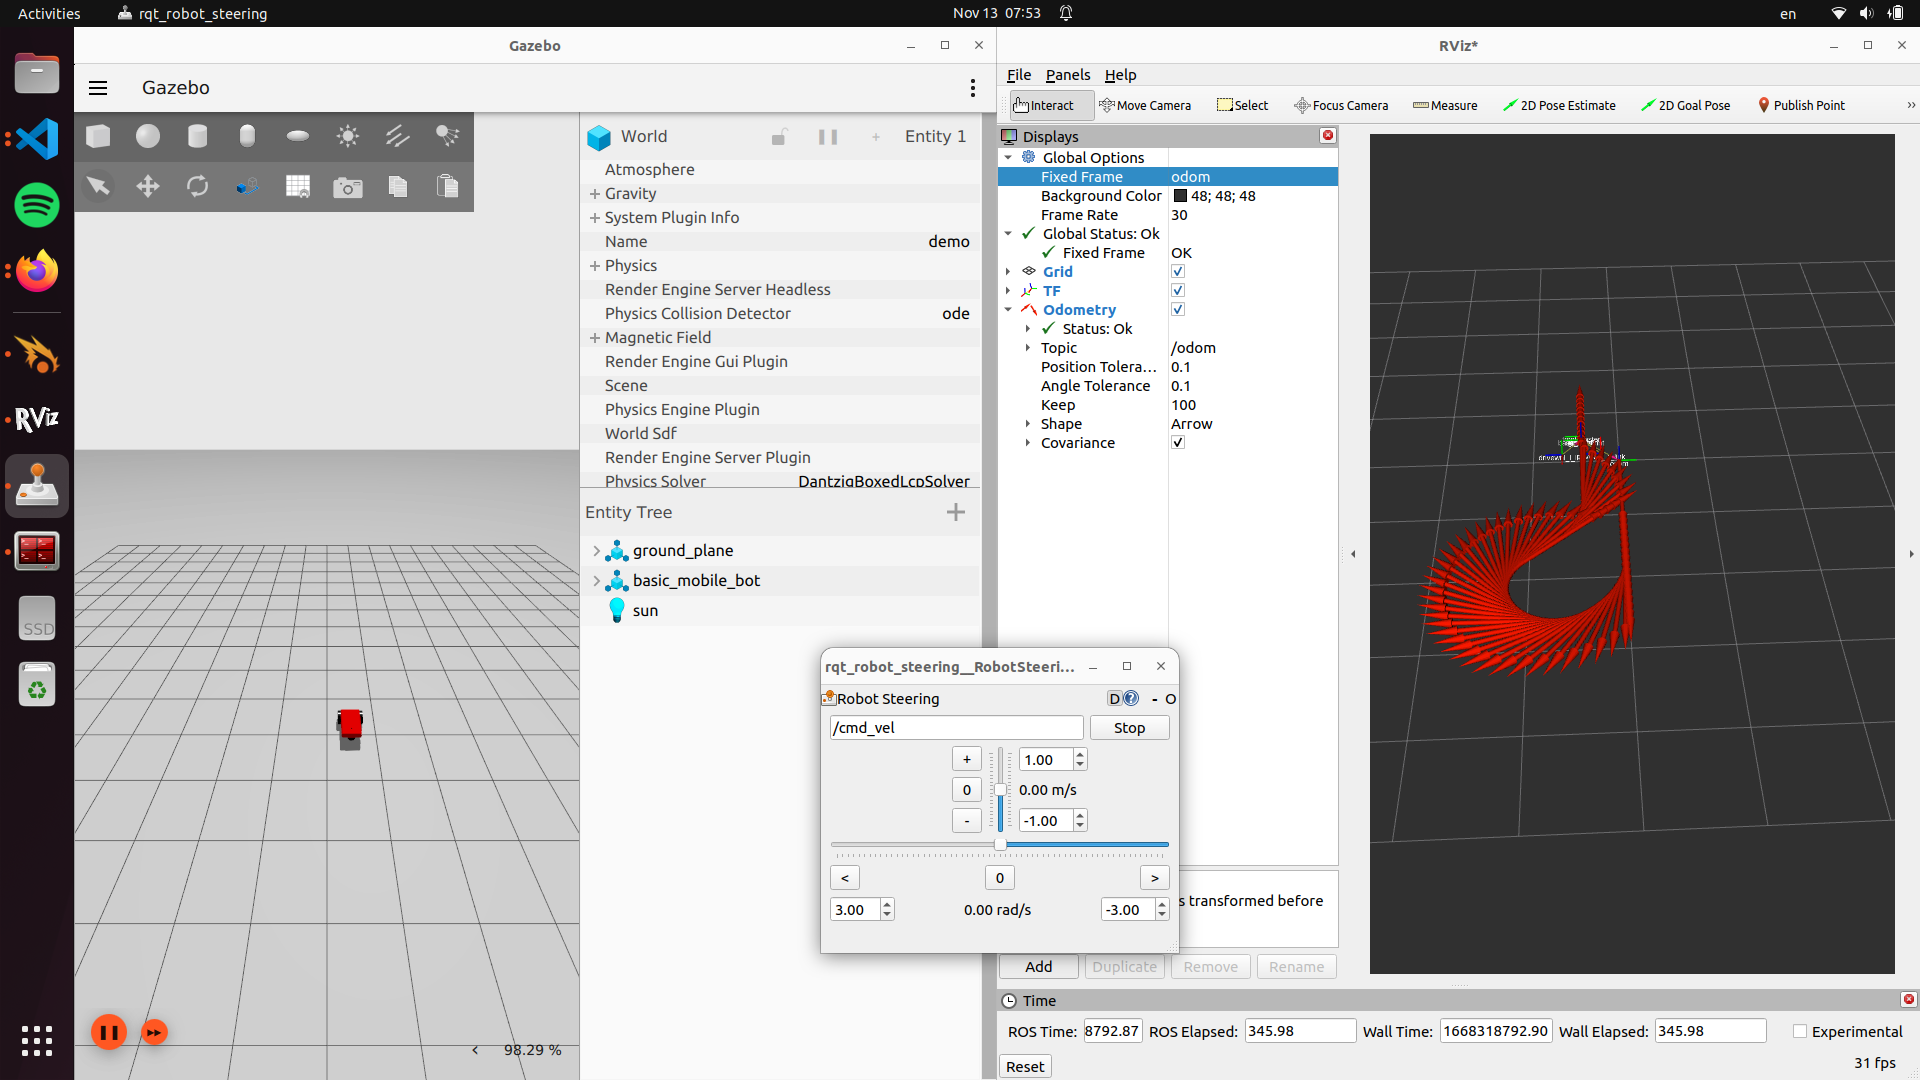 Activities
rqt_robot_steering
Nov 13 07:53
en
Gazebo
RViz*
Gazebo
World
Entity 1
Atmosphere
Gravity
System Plugin Info
Name demo
Physics
Render Engine Server Headless
Physics Collision Detector ode
Magnetic Field
Render Engine Gui Plugin
Scene
Physics Engine Plugin
World Sdf
Render Engine Server Plugin
Physics Solver DantzigBoxedLcpSolver
Entity Tree
ground_plane
basic_mobile_bot
sun
98.29 %
RViz
SSD
File Panels Help
Interact Move Camera Select Focus Camera Measure 2D Pose Estimate 2D Goal Pose Publish Point
Displays
Global Options
Fixed Frame odom
Background Color 48; 48; 48
Frame Rate 30
Global Status: Ok
Fixed Frame OK
Grid
TF
Odometry
Status: Ok
Topic /odom
Position Tolera... 0.1
Angle Tolerance 0.1
Keep 100
Shape Arrow
Covariance
rqt_robot_steering__RobotSteeri...
Robot Steering
D ? - O
/cmd_vel Stop
+ 1.00
0 0.00 m/s
- -1.00
< 0 >
3.00 0.00 rad/s -3.00
s transformed before
Add Duplicate Remove Rename
Time
ROS Time: 8792.87 ROS Elapsed: 345.98 Wall Time: 1668318792.90 Wall Elapsed: 345.98 Experimental
Reset
31 fps